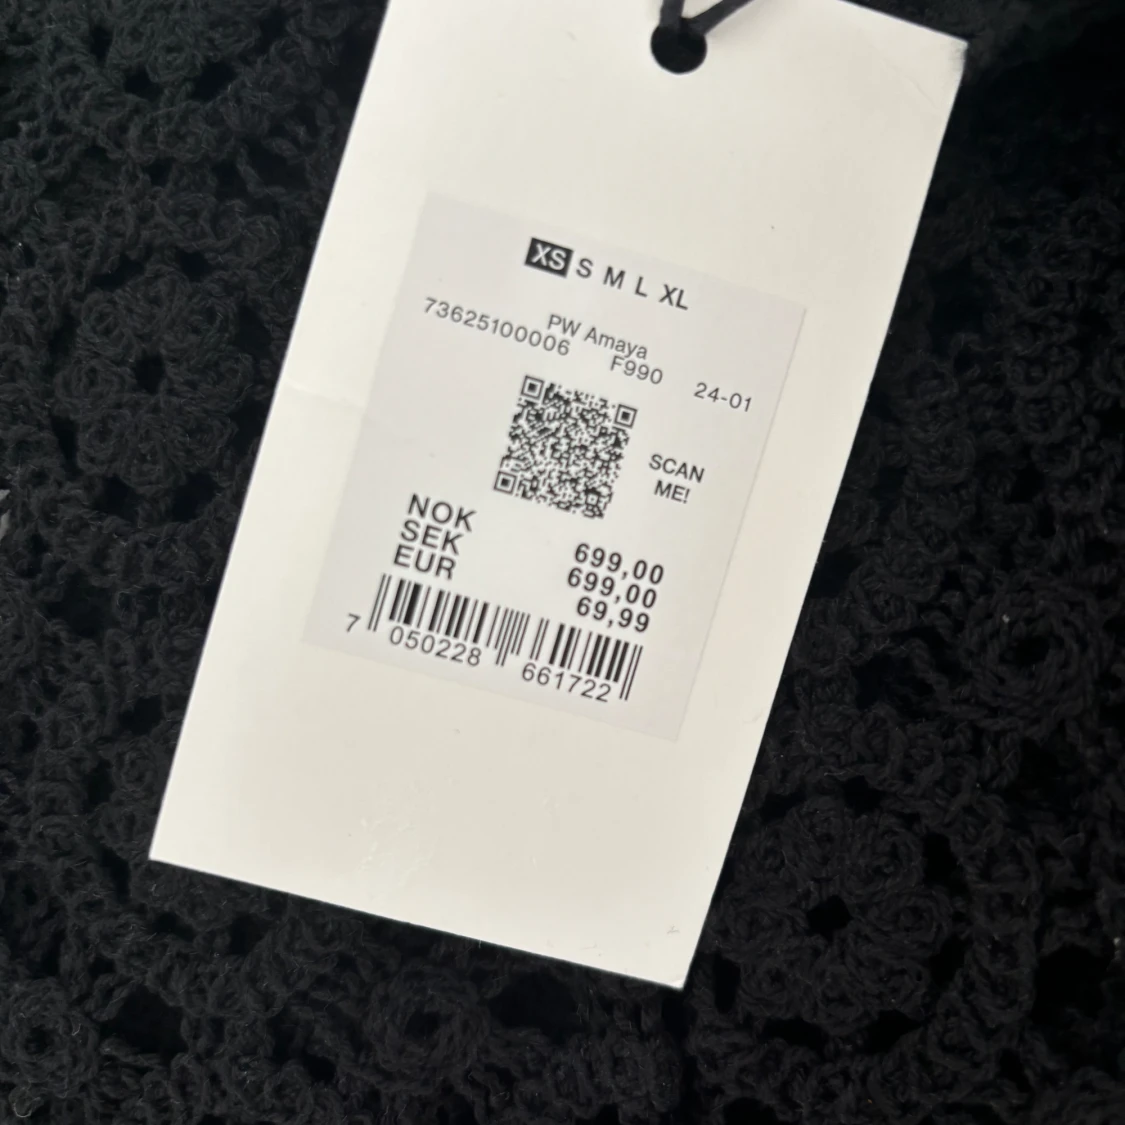 XS S M L XL
PW Amaya
73625100006 F990 24-01
SCAN
ME!
NOK 699,00
SEK 699,00
EUR 69,99
7 050228 661722